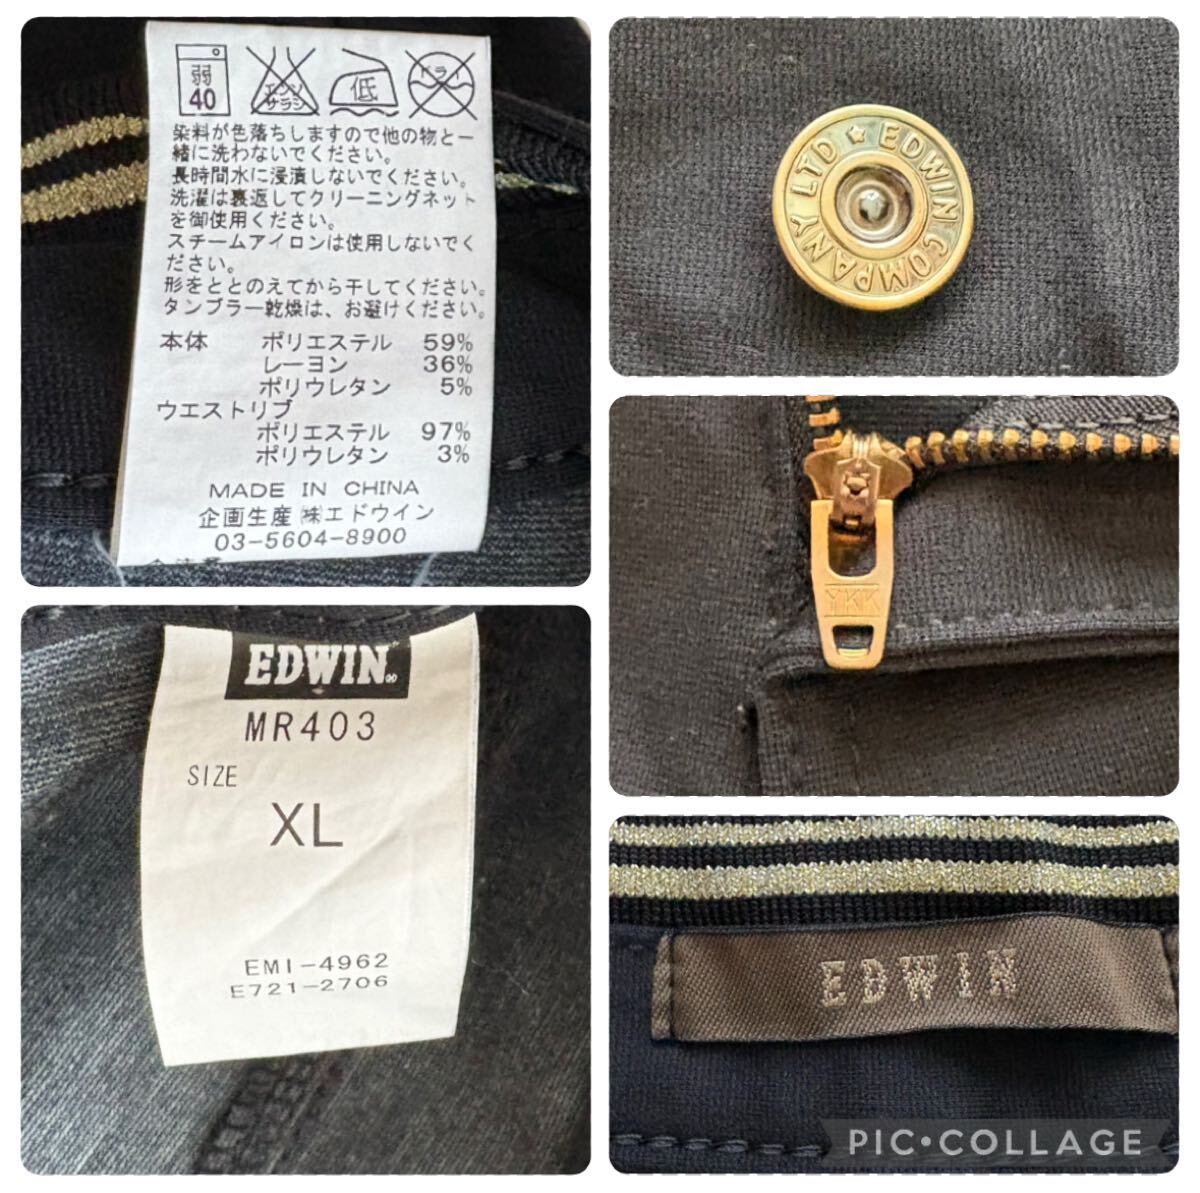 弱
40
エンソ
サラシ
低
ドライ
染料が色落ちしますので他の物と一
緒に洗わないでください。
長時間水に浸漬しないでください。
洗濯は裏返してクリーニングネット
を御使用ください。
スチームアイロンは使用しないでく
ださい。
形をととのえてから干してください。
タンブラー乾燥は、お避けください。
本体 ポリエステル 59%
レーヨン 36%
ポリウレタン 5%
ウエストリブ
ポリエステル 97%
ポリウレタン 3%
MADE IN CHINA
企画生産 ㈱エドウイン
03-5604-8900
EDWIN COMPANY LTD ★
YKK
EDWIN®
MR403
SIZE
XL
EMI-4962
E721-2706
EDWIN
PIC•COLLAGE